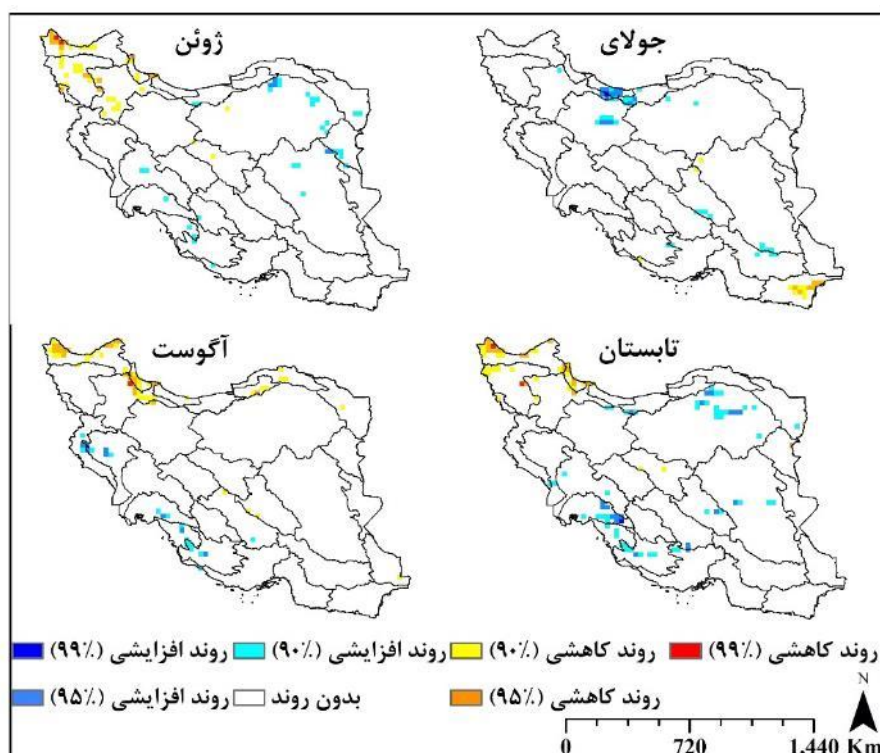 ژوئن
جولای
آگوست
تابستان
روند کاهشی (۹۹٪)
روند کاهشی (۹۰٪)
روند افزایشی (۹۰٪)
روند افزایشی (۹۹٪)
روند کاهشی (۹۵٪)
بدون روند
روند افزایشی (۹۵٪)
N
0 720 1,440 Km